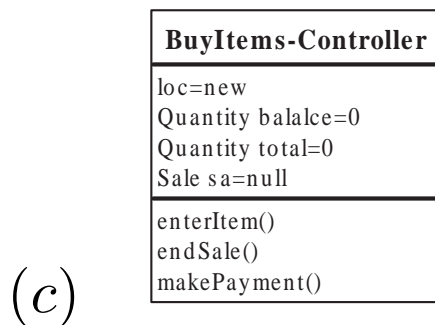 BuyItems-Controller
loc=new
Quantity balalce=0
Quantity total=0
Sale sa=null
enterItem()
endSale()
makePayment()
(c)